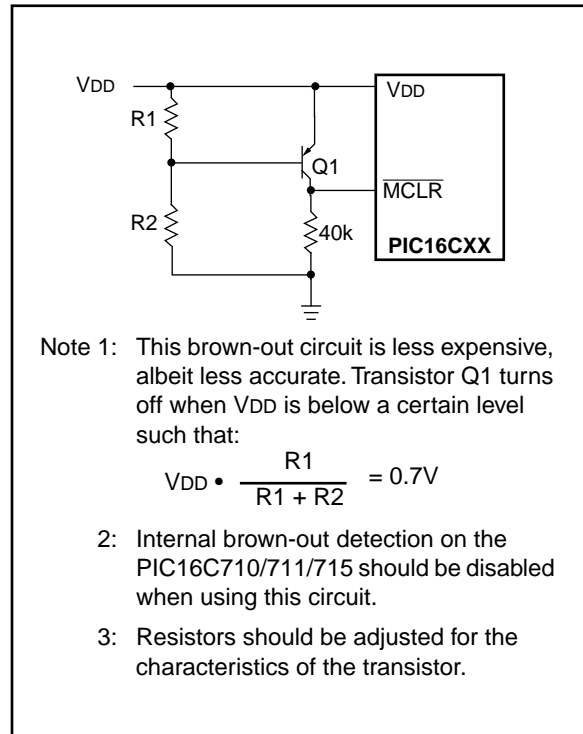 VDD
VDD
R1
Q1
MCLR
R2
40k
PIC16CXX
Note 1: This brown-out circuit is less expensive,
albeit less accurate. Transistor Q1 turns
off when VDD is below a certain level
such that:
VDD • R1 / R1 + R2 = 0.7V
2: Internal brown-out detection on the
PIC16C710/711/715 should be disabled
when using this circuit.
3: Resistors should be adjusted for the
characteristics of the transistor.